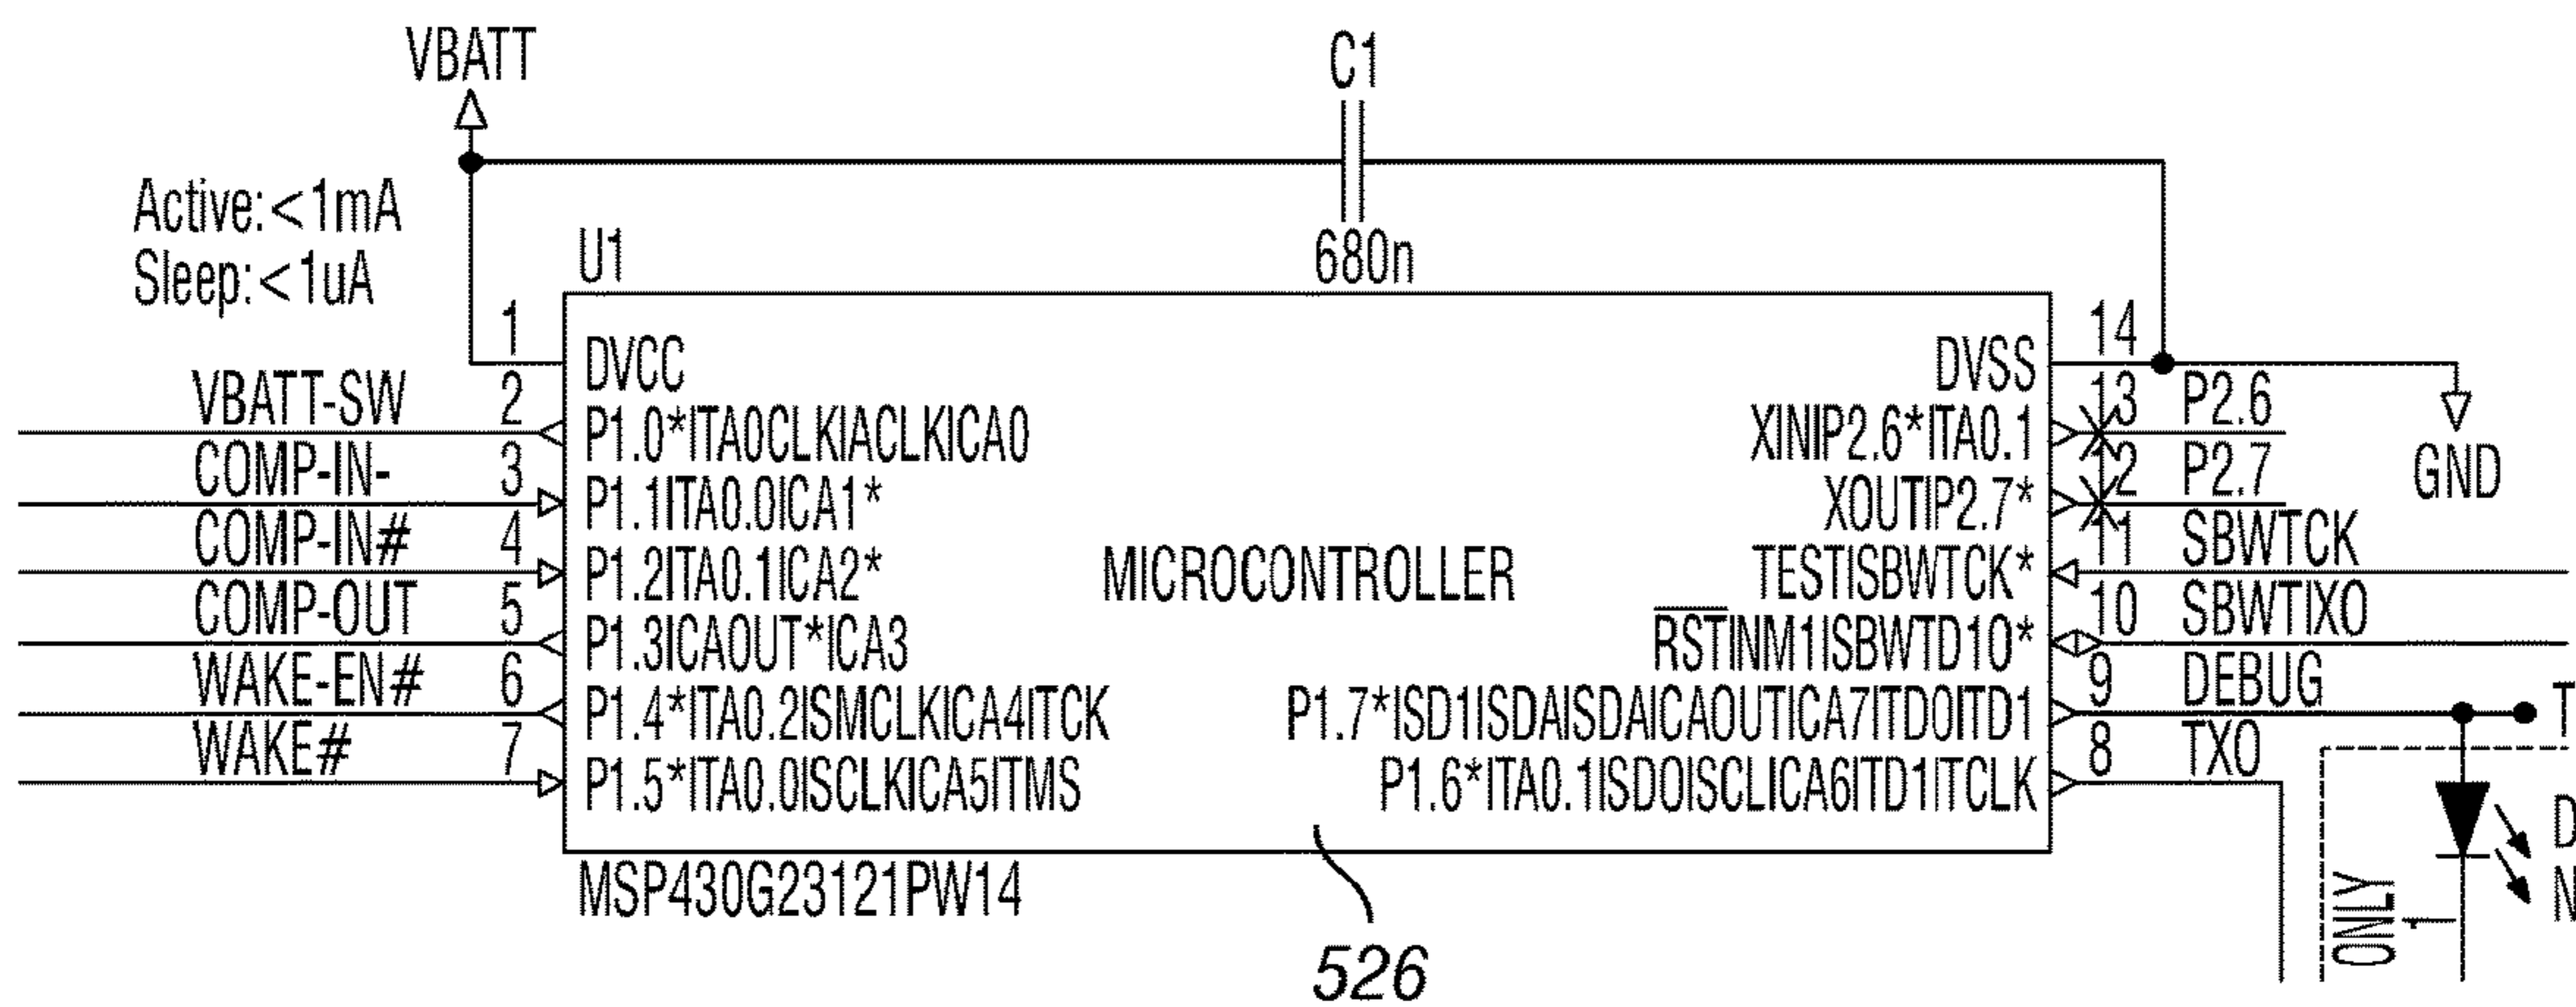 VBATT
C1
680n
Active:<1mA
Sleep:<1uA
U1
1
DVCC
VBATT-SW 2
P1.0*ITA0CLKIACLKICA0
COMP-IN- 3
P1.1ITA0.0ICA1*
COMP-IN# 4
P1.2ITA0.1ICA2*
COMP-OUT 5
P1.3ICAOUT*ICA3
WAKE-EN# 6
P1.4*ITA0.2ISMCLKICA4ITCK
WAKE# 7
P1.5*ITA0.0ISCLKICA5ITMS
MICROCONTROLLER
DVSS
14
XINIP2.6*ITA0.1
13 P2.6
XOUTIP2.7*
12 P2.7
TESTISBWTCK*
11 SBWTCK
RSTINM1ISBWTD1O*
10 SBWTIXO
P1.7*ISD1ISDAISDAICAOUTICA7ITDOITD1
9 DEBUG
P1.6*ITA0.1ISDOISCLICA6ITD1ITCLK
8 TXO
GND
T
D
N
ONLY
MSP430G23121PW14
526